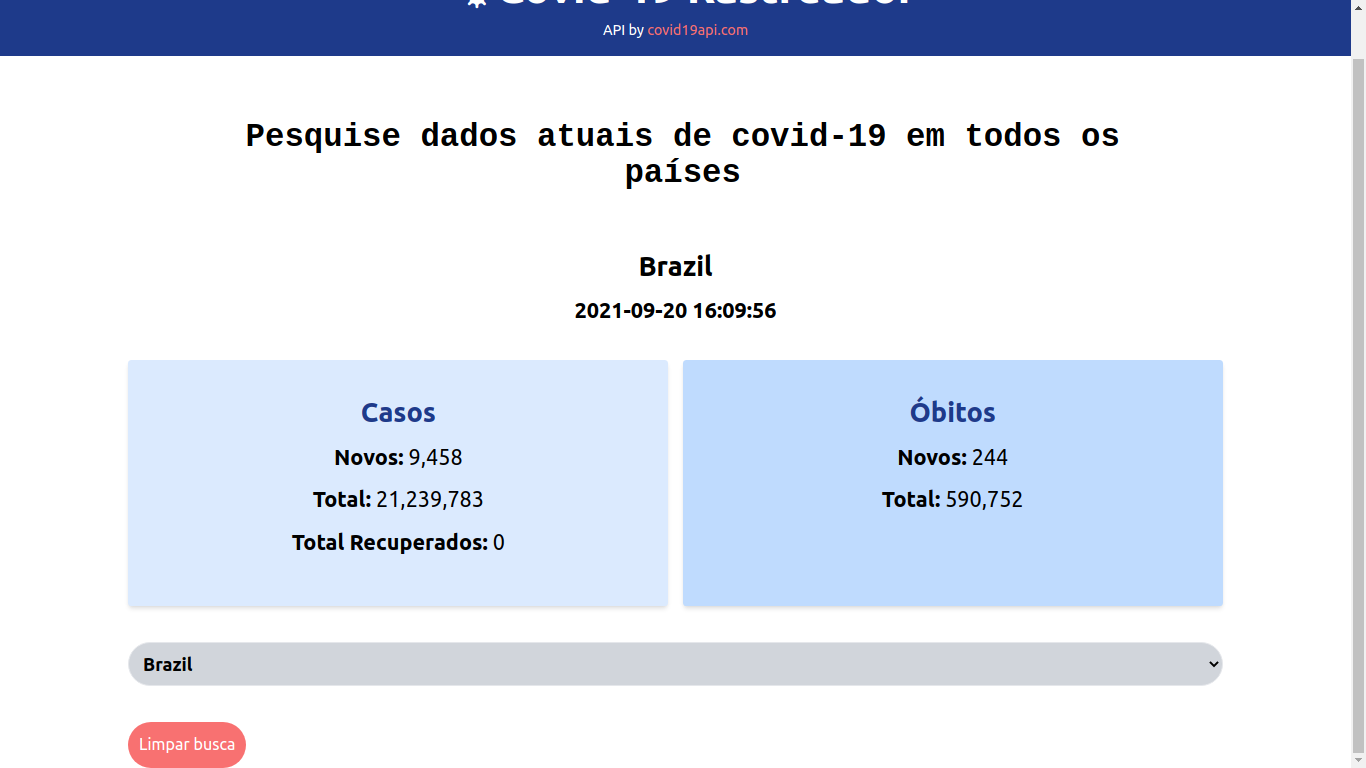 API by covid19api.com
Pesquise dados atuais de covid-19 em todos os
países
Brazil
2021-09-20 16:09:56
Casos
Novos: 9,458
Total: 21,239,783
Total Recuperados: 0
Óbitos
Novos: 244
Total: 590,752
Brazil
Limpar busca